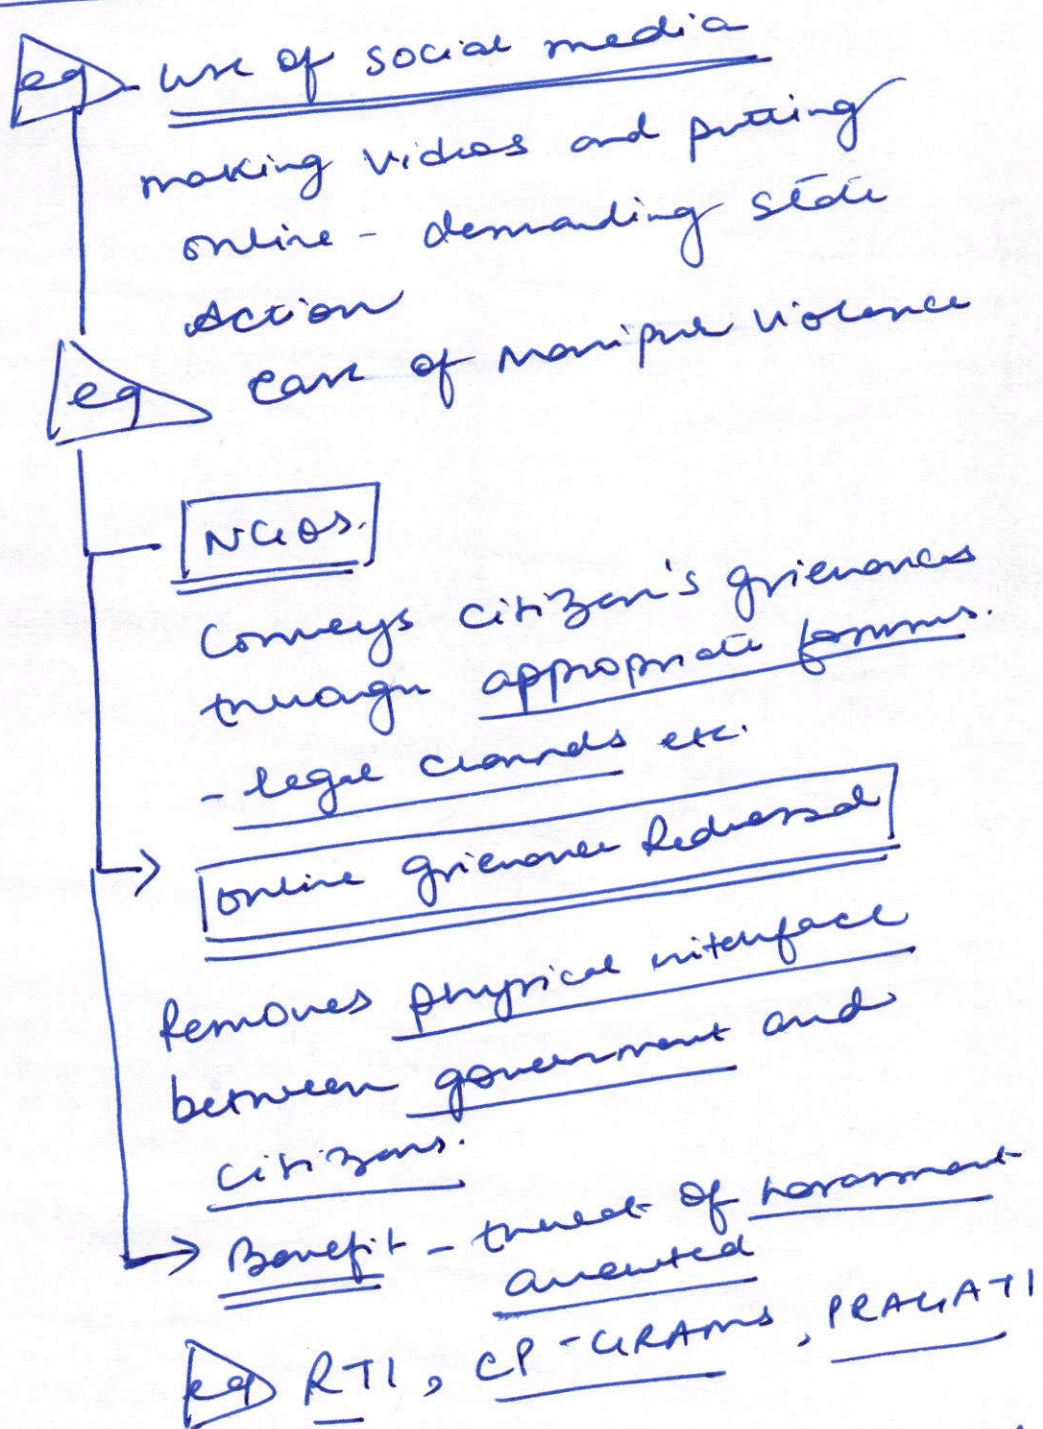 eg - use of social media
making videos and putting
online - demanding state
Action
eg Case of Manipur violence
NGOs.
Conveys citizen's grievances
through appropriate forums.
- legal channels etc.
online grievance Redressal
Removes physical interface
between government and
citizens.
Benefit - threat of harassment
averted
eg RTI, CP-GRAMS, PRAGATI